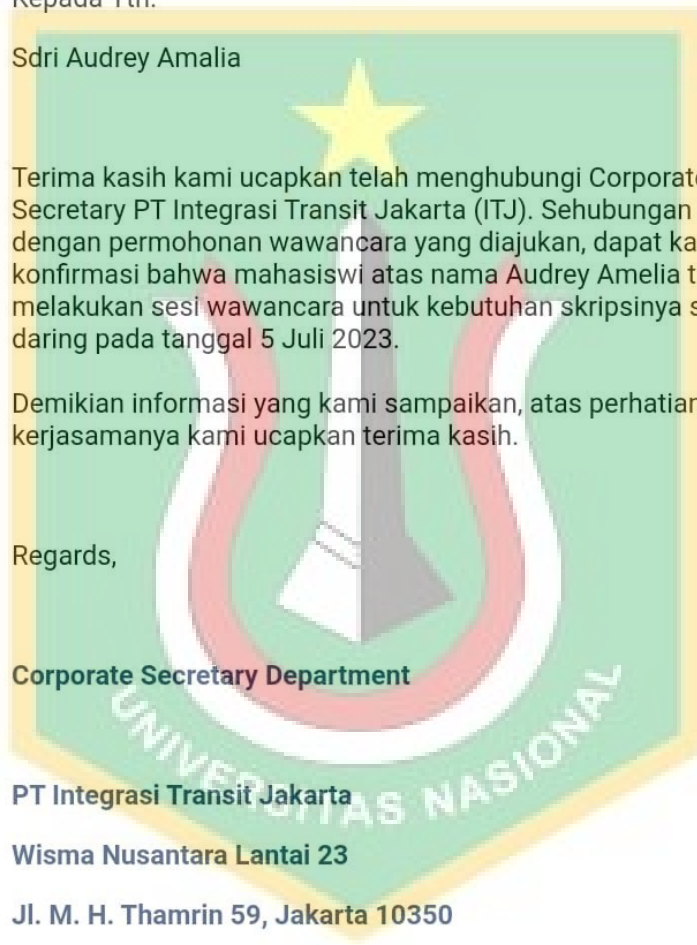 Kepada Yth.
Sdri Audrey Amalia
Terima kasih kami ucapkan telah menghubungi Corporate
Secretary PT Integrasi Transit Jakarta (ITJ). Sehubungan
dengan permohonan wawancara yang diajukan, dapat
konfirmasi bahwa mahasiswi atas nama Audrey Amelia
melakukan sesi wawancara untuk kebutuhan skripsinya
daring pada tanggal 5 Juli 2023.
Demikian informasi yang kami sampaikan, atas perhatian
kerjasamanya kami ucapkan terima kasih.
Regards,
Corporate Secretary Department
UNIVERSITAS NASIONAL
PT Integrasi Transit Jakarta
Wisma Nusantara Lantai 23
Jl. M. H. Thamrin 59, Jakarta 10350